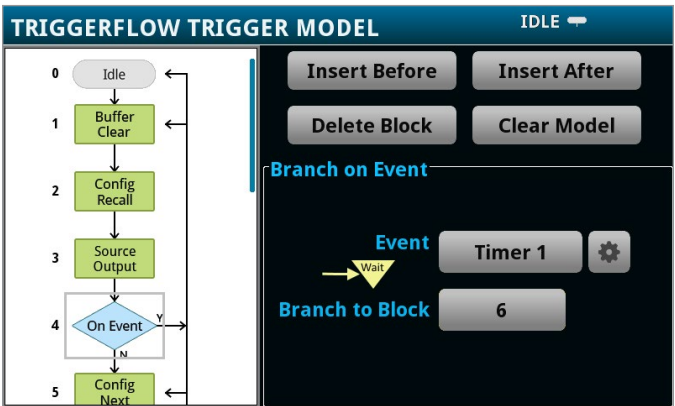 TRIGGERFLOW TRIGGER MODEL
IDLE
0
Idle
1
Buffer
Clear
2
Config
Recall
3
Source
Output
4
On Event
Y
N
5
Config
Next
Insert Before
Insert After
Delete Block
Clear Model
Branch on Event
Event
Timer 1
Wait
Branch to Block
6